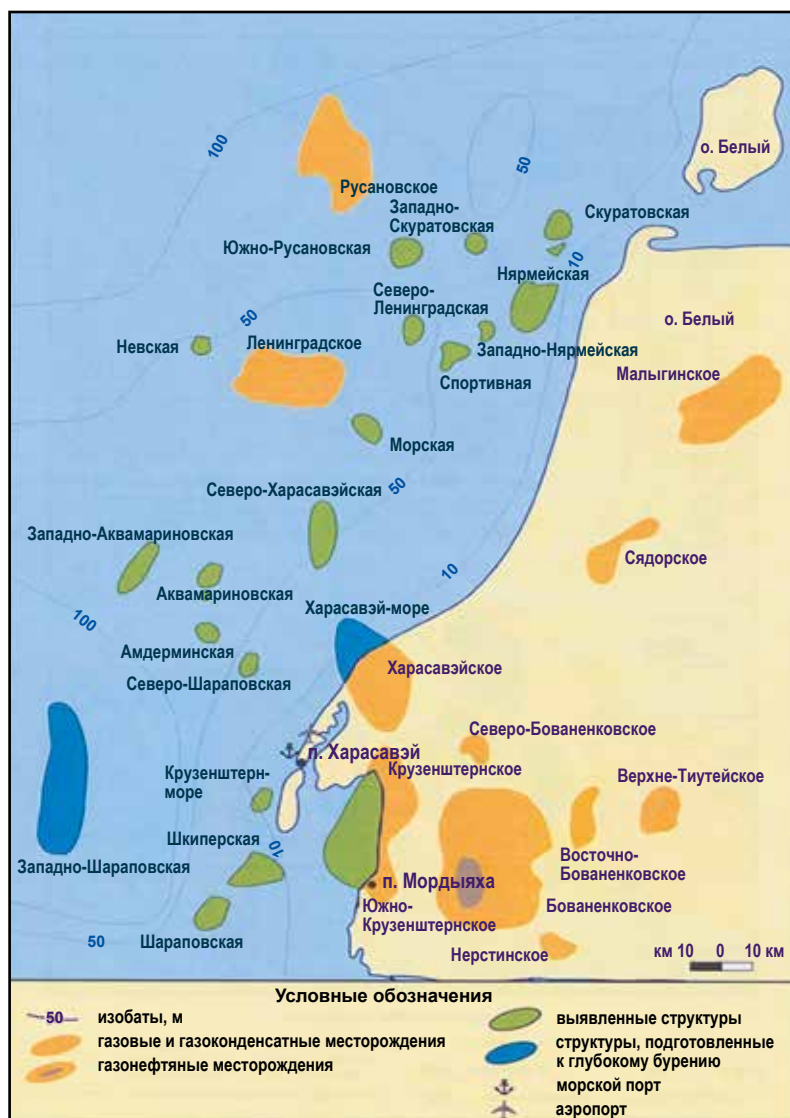 100
50
о. Белый
Русановское
Западно-
Скуратовская
Скуратовская
Южно-Русановская
10
Нярмейская
Северо-
Ленинградская
о. Белый
50
Невская
Ленинградское
Западно-Нярмейская
Спортивная
Малыгинское
Морская
Северо-Харасавэйская
50
Западно-Аквамариновская
Сядорское
10
Аквамариновская
Харасавэй-море
100
Амдерминская
Северо-Шараповская
Харасавэйское
Северо-Бованенковское
п. Харасавэй
Крузенштерн-
море
Крузенштернское
Верхне-Тиутейское
Шкиперская
10
Западно-Шараповская
Восточно-
Бованенковское
п. Мордыяха
Южно-
Крузенштернское
Бованенковское
50
Шараповская
Нерстинское
км 10 0 10 км
Условные обозначения
50 изобаты, м
газовые и газоконденсатные месторождения
газонефтяные месторождения
выявленные структуры
структуры, подготовленные
к глубокому бурению
морской порт
аэропорт